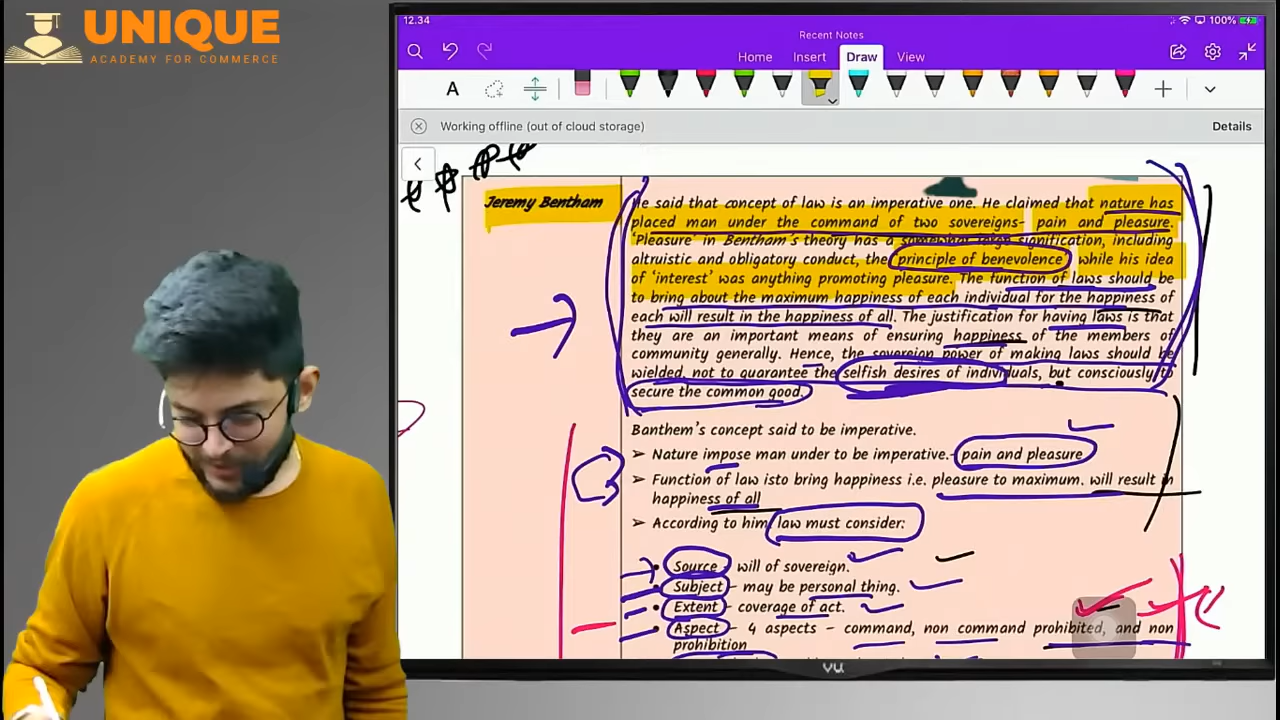 UNIQUE
ACADEMY FOR COMMERCE
12.34
100%
Recent Notes
Home Insert Draw View
A
Working offline (out of cloud storage)
Details
Jeremy Bentham
He said that concept of law is an imperative one. He claimed that nature has
placed man under the command of two sovereigns- pain and pleasure.
'Pleasure' in Bentham's theory has a somewhat large signification, including
altruistic and obligatory conduct, the principle of benevolence while his idea
of 'interest' was anything promoting pleasure. The function of laws should be
to bring about the maximum happiness of each individual for the happiness of
each will result in the happiness of all. The justification for having laws is that
they are an important means of ensuring happiness of the members of
community generally. Hence, the sovereign power of making laws should be
wielded, not to guarantee the selfish desires of individuals, but consciously to
secure the common good.
Banthem's concept said to be imperative.
➢ Nature impose man under to be imperative.- pain and pleasure
➢ Function of law isto bring happiness i.e. pleasure to maximum. will result in
happiness of all
➢ According to him law must consider:
• Source - will of sovereign.
• Subject - may be personal thing.
• Extent - coverage of act.
• Aspect - 4 aspects - command, non command prohibited, and non
prohibition
vu